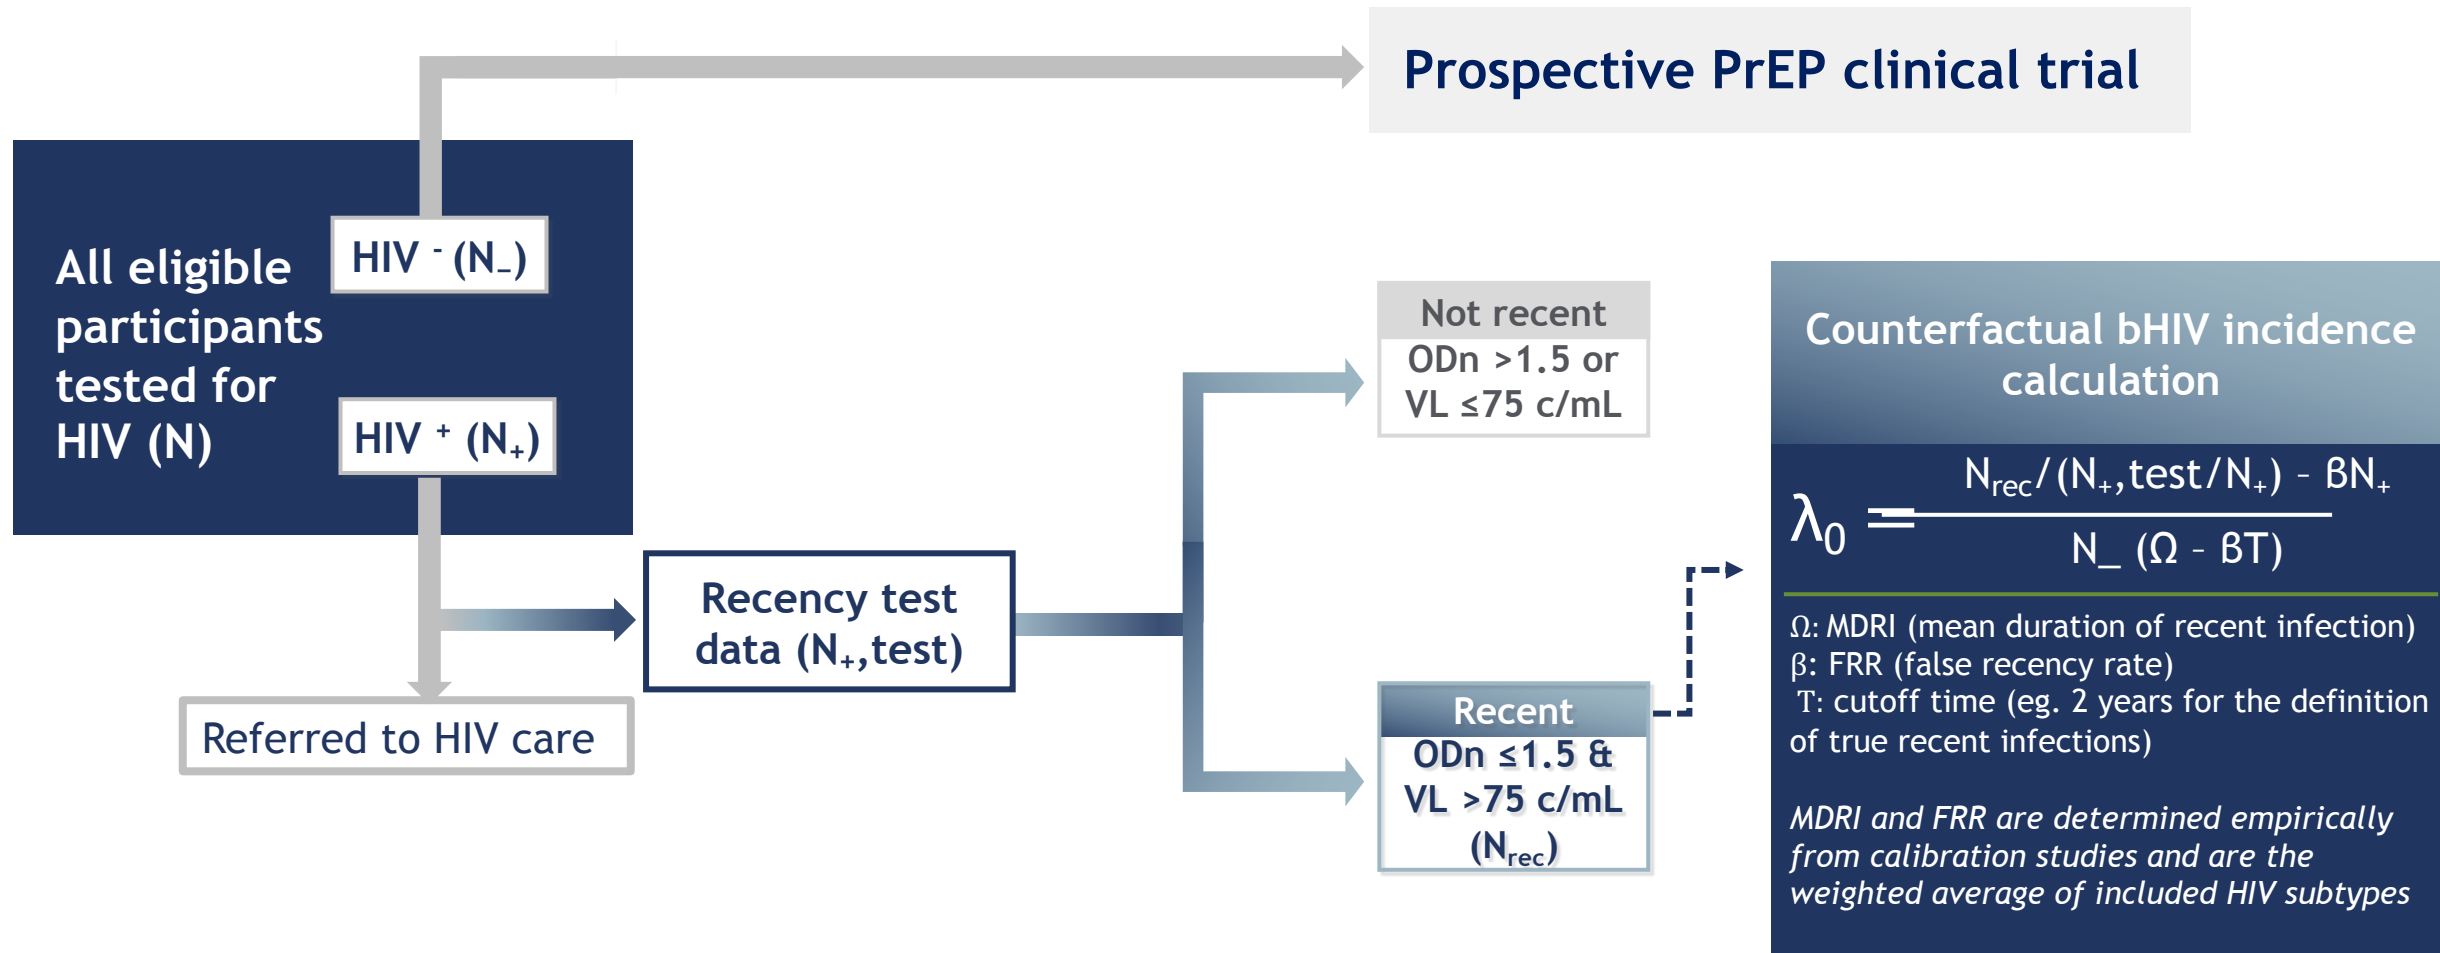 Prospective PrEP clinical trial
All eligible
participants
tested for
HIV (N)
HIV - (N–)
HIV + (N+)
Recency test
data (N+,test)
Referred to HIV care
Not recent
ODn >1.5 or
VL ≤75 c/mL
Recent
ODn ≤1.5 &
VL >75 c/mL
(Nrec)
Counterfactual bHIV incidence
calculation
λ0 =
Nrec/(N+,test/N+) – βN+
N_ (Ω – βT)
Ω: MDRI (mean duration of recent infection)
β: FRR (false recency rate)
T: cutoff time (eg. 2 years for the definition
of true recent infections)
MDRI and FRR are determined empirically
from calibration studies and are the
weighted average of included HIV subtypes